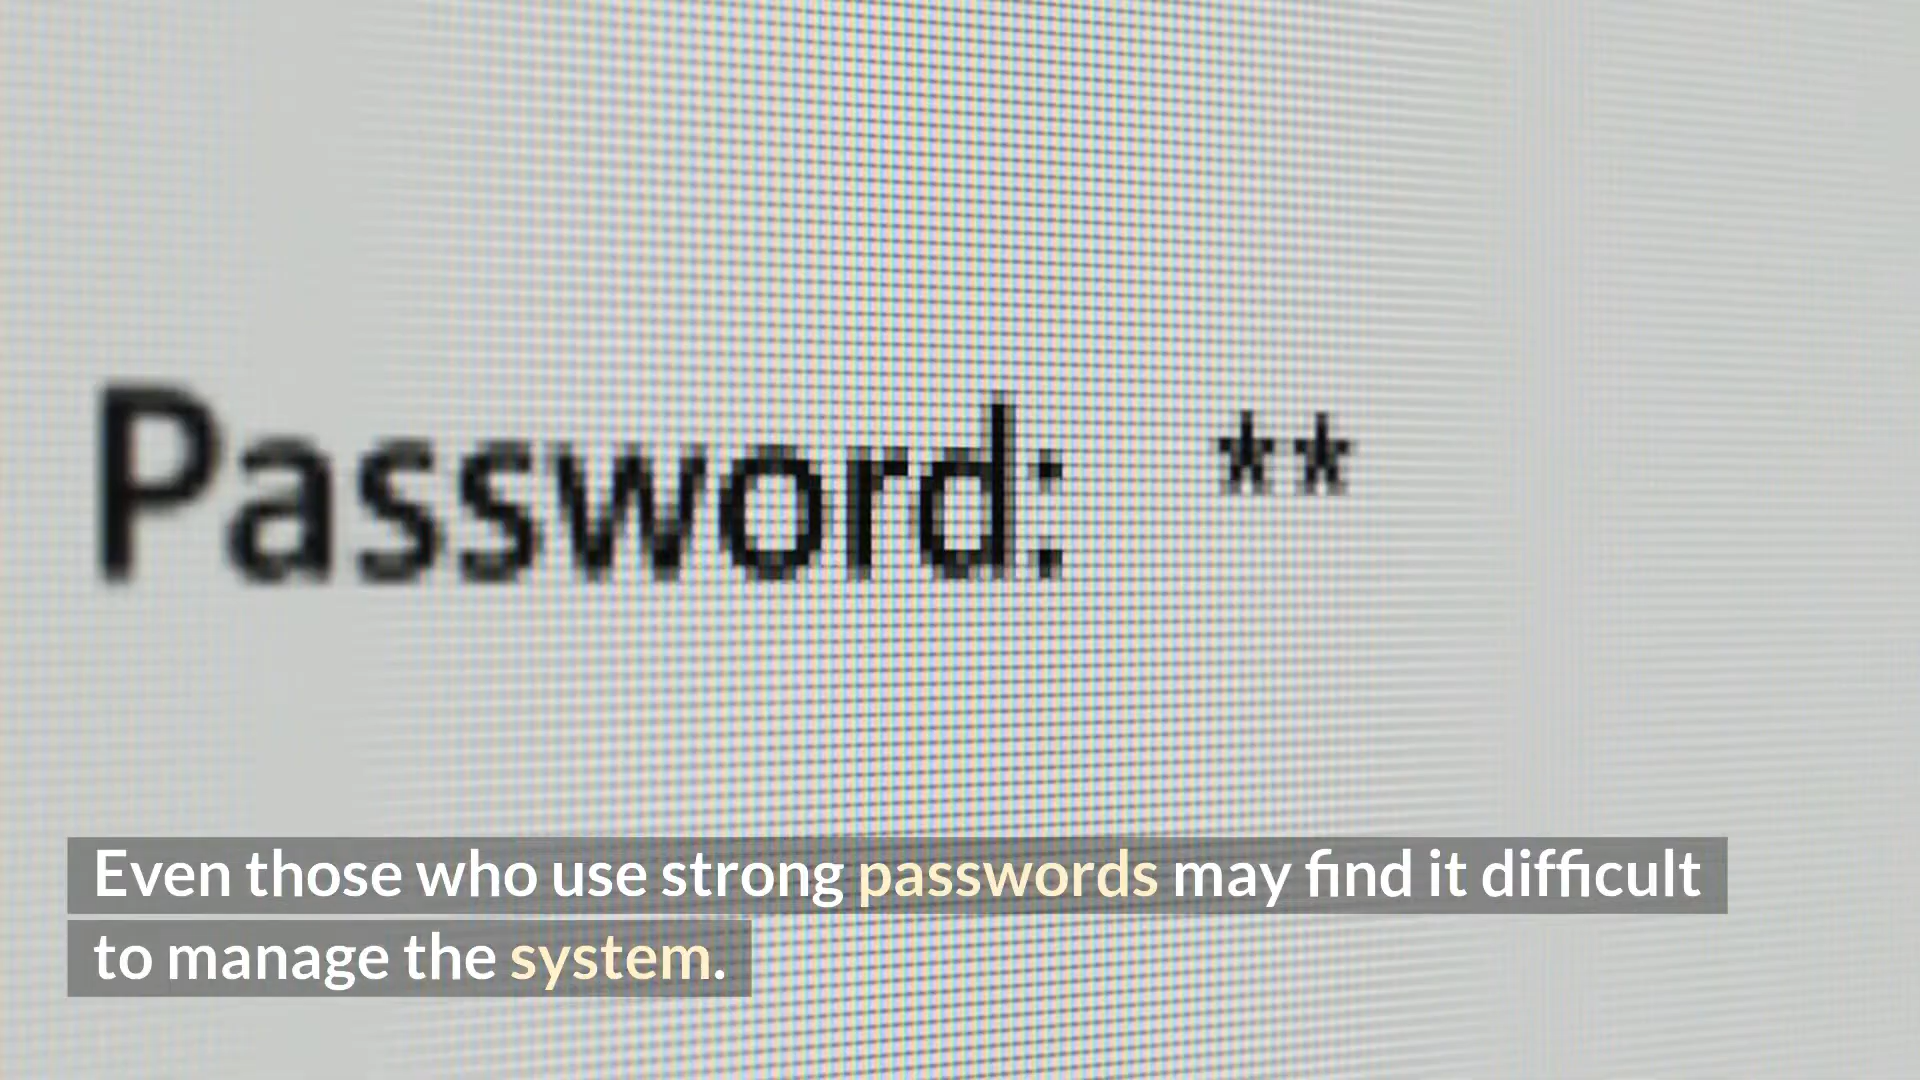 Password: **
Even those who use strong passwords may find it difficult
to manage the system.